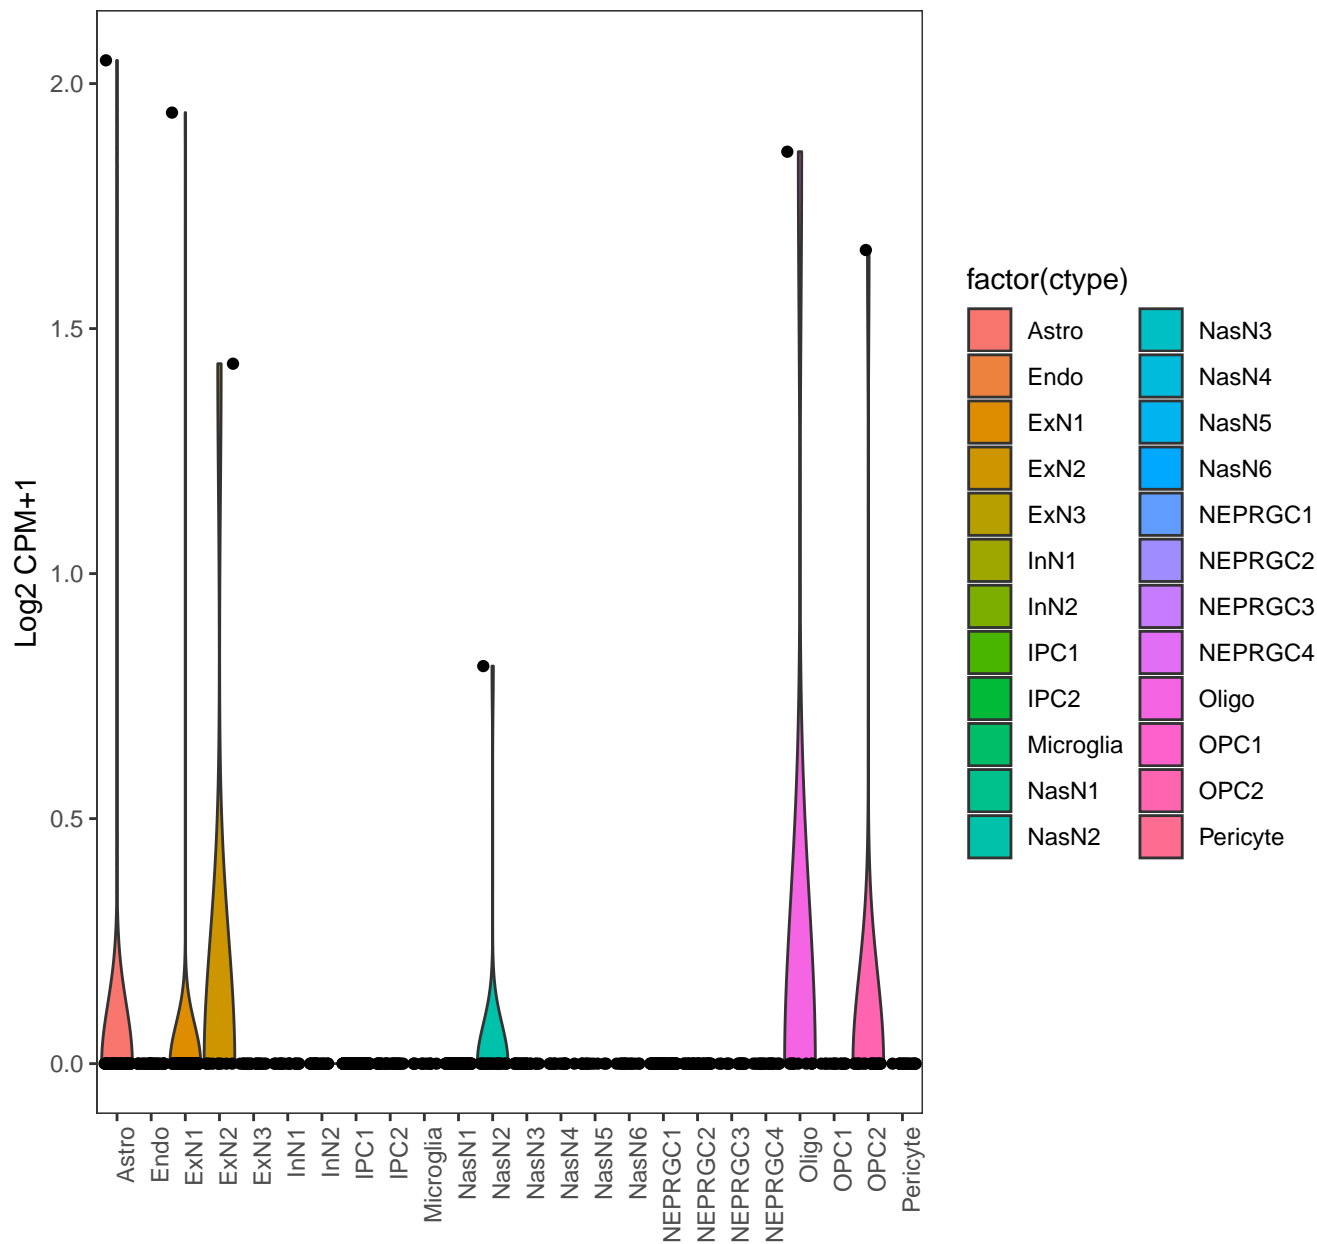 2.0
1.5
1.0
0.5
0.0
Log2 CPM+1
Astro
Endo
ExN1
ExN2
ExN3
InN1
InN2
IPC1
IPC2
Microglia
NasN1
NasN2
NasN3
NasN4
NasN5
NasN6
NEPRGC1
NEPRGC2
NEPRGC3
NEPRGC4
Oligo
OPC1
OPC2
Pericyte
factor(ctype)
Astro
Endo
ExN1
ExN2
ExN3
InN1
InN2
IPC1
IPC2
Microglia
NasN1
NasN2
NasN3
NasN4
NasN5
NasN6
NEPRGC1
NEPRGC2
NEPRGC3
NEPRGC4
Oligo
OPC1
OPC2
Pericyte